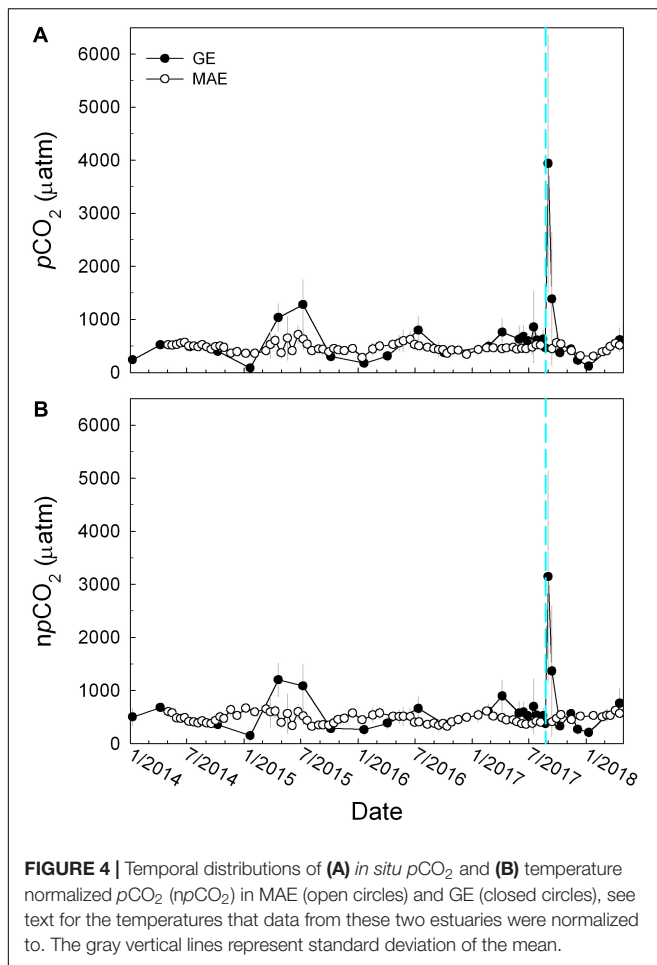 A
GE
MAE
6000
5000
4000
3000
2000
1000
0
pCO2 (µatm)
B
6000
5000
4000
3000
2000
1000
0
npCO2 (µatm)
1/2014
7/2014
1/2015
7/2015
1/2016
7/2016
1/2017
7/2017
1/2018
Date
FIGURE 4 | Temporal distributions of (A) in situ pCO2 and (B) temperature
normalized pCO2 (npCO2) in MAE (open circles) and GE (closed circles), see
text for the temperatures that data from these two estuaries were normalized
to. The gray vertical lines represent standard deviation of the mean.